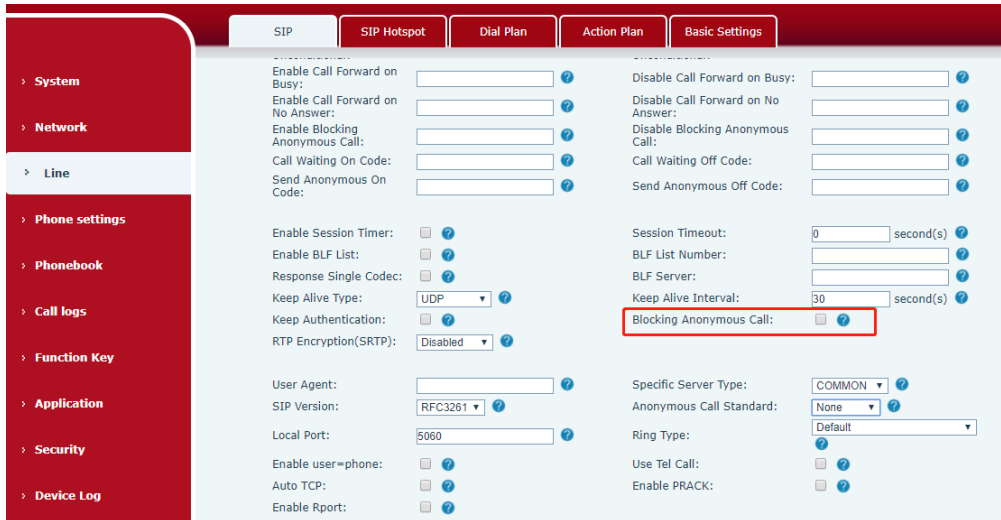 SIP
SIP Hotspot
Dial Plan
Action Plan
Basic Settings
› System
› Network
› Line
› Phone settings
› Phonebook
› Call logs
› Function Key
› Application
› Security
› Device Log
Enable Call Forward on
Busy:
Disable Call Forward on Busy:
Enable Call Forward on
No Answer:
Disable Call Forward on No
Answer:
Enable Blocking
Anonymous Call:
Disable Blocking Anonymous
Call:
Call Waiting On Code:
Call Waiting Off Code:
Send Anonymous On
Code:
Send Anonymous Off Code:
Enable Session Timer:
Session Timeout: 0 second(s)
Enable BLF List:
BLF List Number:
Response Single Codec:
BLF Server:
Keep Alive Type: UDP
Keep Alive Interval: 30 second(s)
Keep Authentication:
Blocking Anonymous Call:
RTP Encryption(SRTP): Disabled
User Agent:
Specific Server Type: COMMON
SIP Version: RFC3261
Anonymous Call Standard: None
Local Port: 5060
Ring Type: Default
Enable user=phone:
Use Tel Call:
Auto TCP:
Enable PRACK:
Enable Rport: